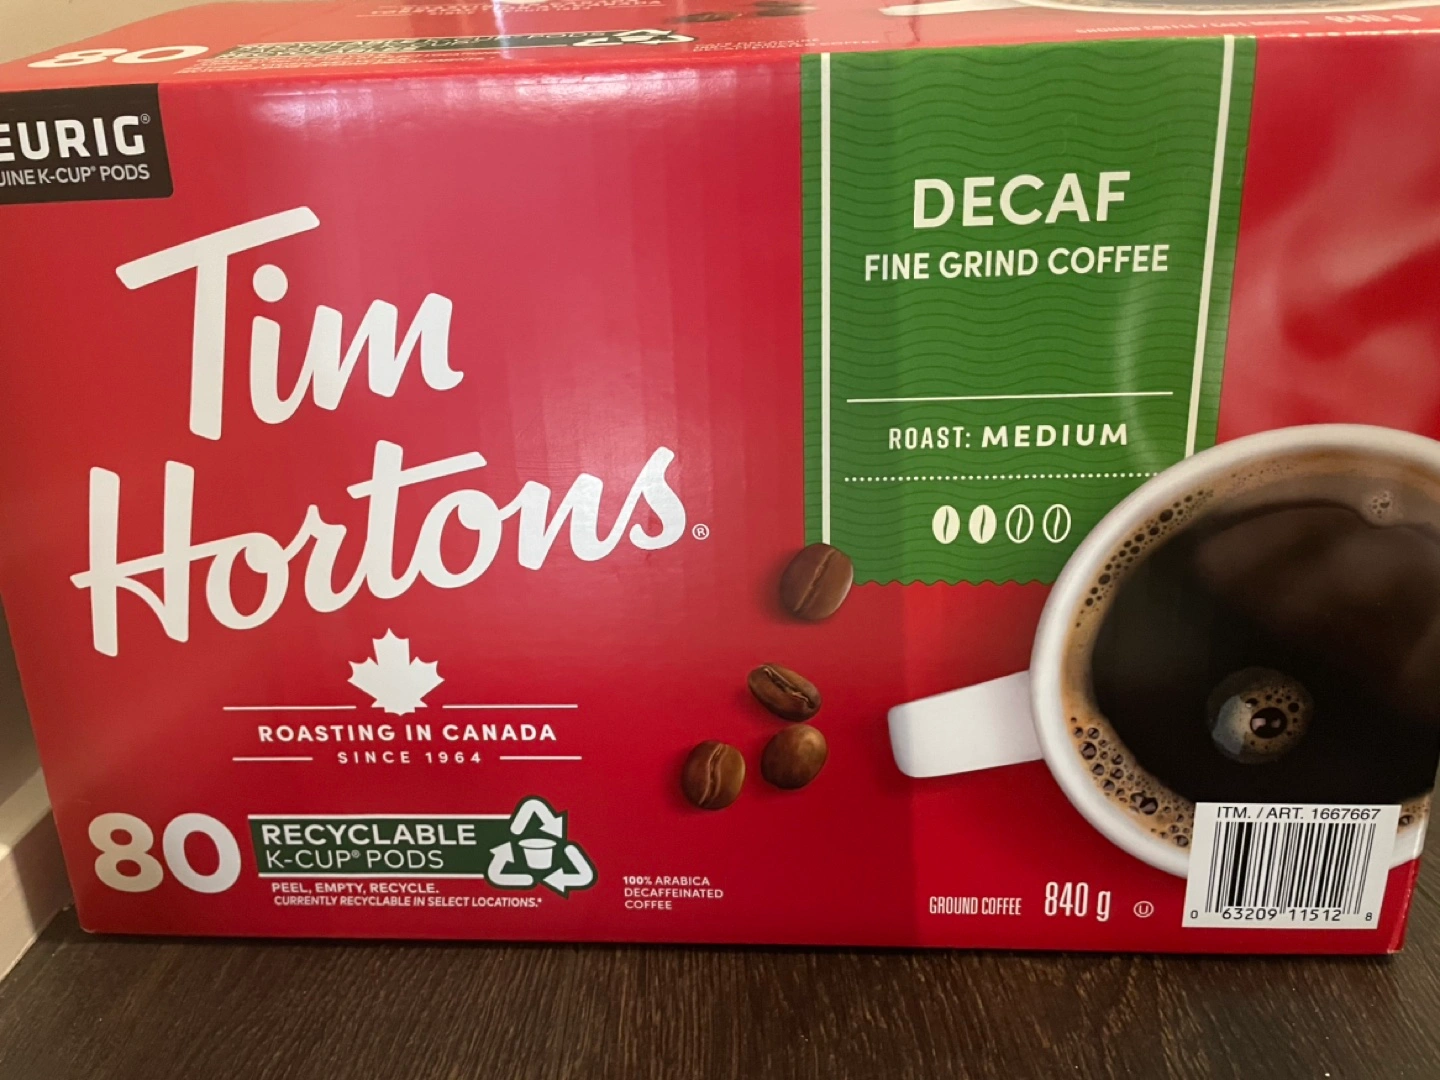 80
840 g
EURIG®
UINE K-CUP® PODS
Tim
Hortons®
ROASTING IN CANADA
SINCE 1964
80
RECYCLABLE
K-CUP® PODS
PEEL, EMPTY, RECYCLE.
CURRENTLY RECYCLABLE IN SELECT LOCATIONS.*
100% ARABICA
DECAFFEINATED
COFFEE
DECAF
FINE GRIND COFFEE
ROAST: MEDIUM
GROUND COFFEE 840 g U
ITM. / ART. 1667667
0 63209 11512 8